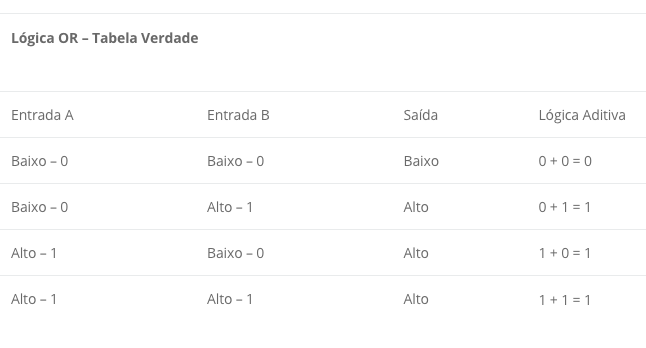 Lógica OR – Tabela Verdade
Entrada A Entrada B Saída Lógica Aditiva
Baixo – 0 Baixo – 0 Baixo 0 + 0 = 0
Baixo – 0 Alto – 1 Alto 0 + 1 = 1
Alto – 1 Baixo – 0 Alto 1 + 0 = 1
Alto – 1 Alto – 1 Alto 1 + 1 = 1